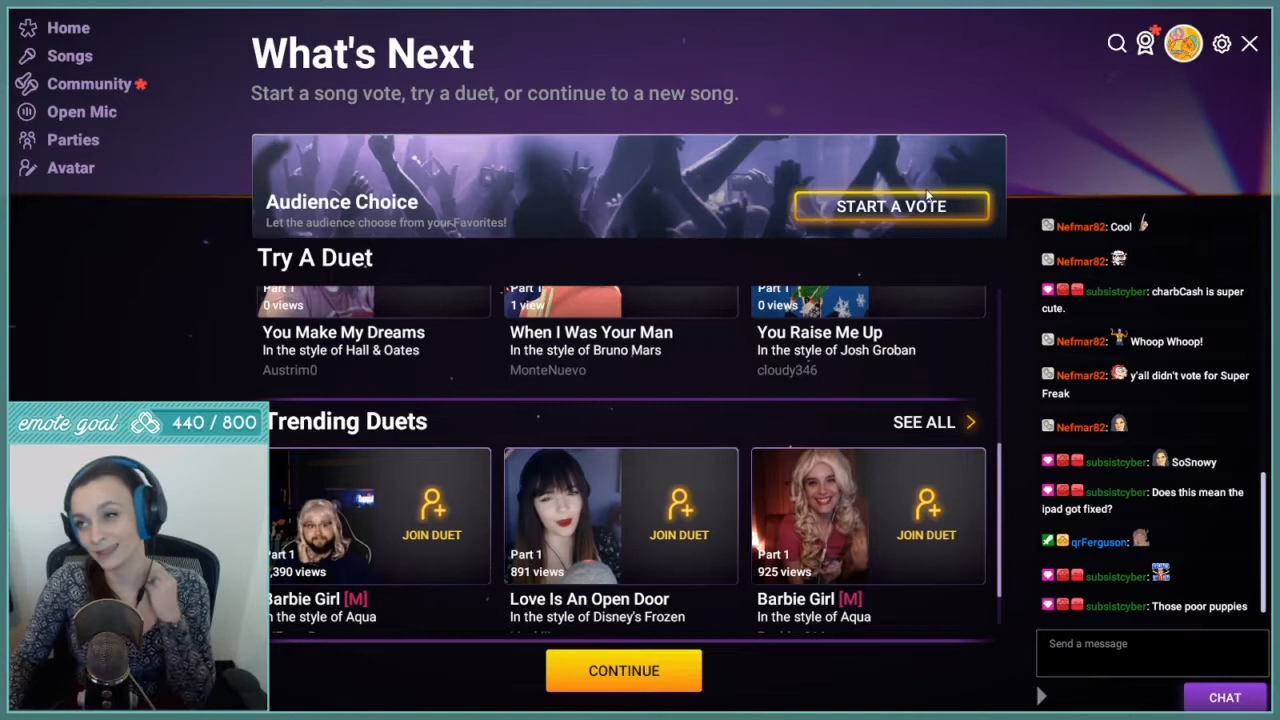 Home
Songs
Community
Open Mic
Parties
Avatar
What's Next
Start a song vote, try a duet, or continue to a new song.
Audience Choice
Let the audience choose from your Favorites!
START A VOTE
Try A Duet
Part 1
0 views
Part 1
1 view
Part 1
0 views
You Make My Dreams
In the style of Hall & Oates
Austrim0
When I Was Your Man
In the style of Bruno Mars
MonteNuevo
You Raise Me Up
In the style of Josh Groban
cloudy346
emote goal
440 / 800
Trending Duets
SEE ALL
JOIN DUET
art 1
,390 views
Barbie Girl [M]
In the style of Aqua
JOIN DUET
Part 1
891 views
Love Is An Open Door
In the style of Disney's Frozen
JOIN DUET
Part 1
925 views
Barbie Girl [M]
In the style of Aqua
CONTINUE
Nefmar82: Cool
Nefmar82:
subsistcyber: charbCash is super
cute.
Nefmar82: Whoop Whoop!
Nefmar82: y'all didn't vote for Super
Freak
Nefmar82:
subsistcyber: SoSnowy
subsistcyber: Does this mean the
ipad got fixed?
qrFerguson:
subsistcyber:
subsistcyber: Those poor puppies
Send a message
CHAT